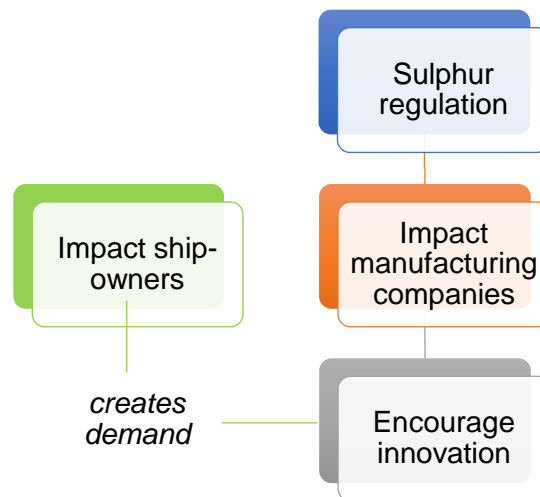 Sulphur
regulation
Impact ship-
owners
Impact
manufacturing
companies
creates
demand
Encourage
innovation